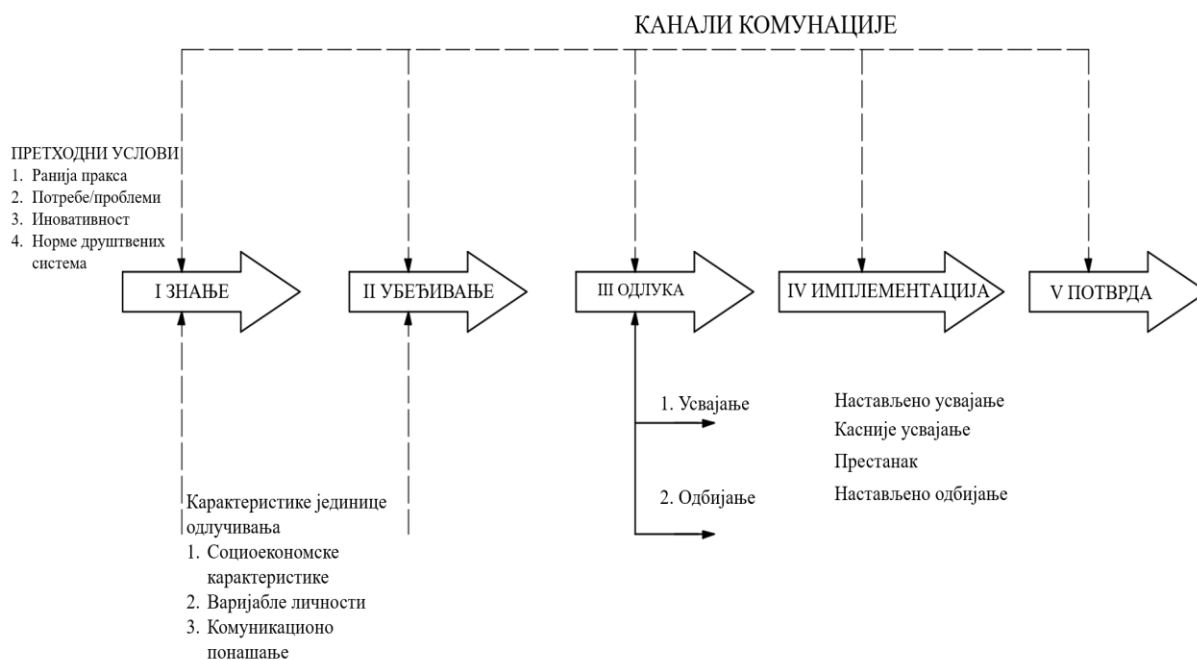 КАНАЛИ КОМУНАЦИЈЕ
ПРЕТХОДНИ УСЛОВИ
1. Ранија пракса
2. Потребе/проблеми
3. Иновативност
4. Норме друштвених
система
I ЗНАЊЕ
II УБЕЂИВАЊЕ
III ОДЛУКА
IV ИМПЛЕМЕНТАЦИЈА
V ПОТВРДА
1. Усвајање
2. Одбијање
Настављено усвајање
Касније усвајање
Престанак
Настављено одбијање
Карактеристике јединице
одлучивања
1. Социоекономске
карактеристике
2. Варијабле личности
3. Комуникационо
понашање